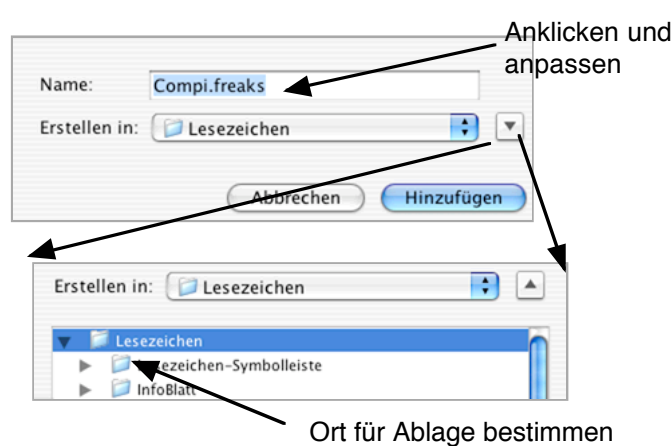 Anklicken und
anpassen
Name: Compi.freaks
Erstellen in: Lesezeichen
Abbrechen Hinzufügen
Erstellen in: Lesezeichen
Lesezeichen
Lesezeichen-Symbolleiste
InfoBlatt
Ort für Ablage bestimmen